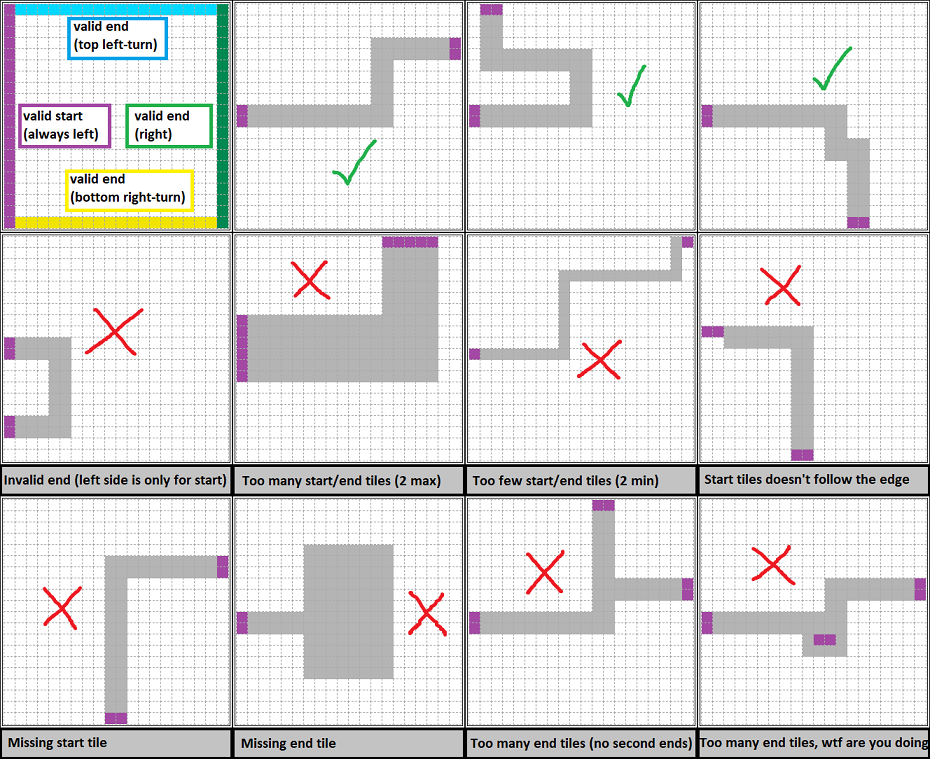 valid end
(top left-turn)
valid start
(always left)
valid end
(right)
valid end
(bottom right-turn)
Invalid end (left side is only for start)
Too many start/end tiles (2 max)
Too few start/end tiles (2 min)
Start tiles doesn't follow the edge
Missing start tile
Missing end tile
Too many end tiles (no second ends)
Too many end tiles, wtf are you doing